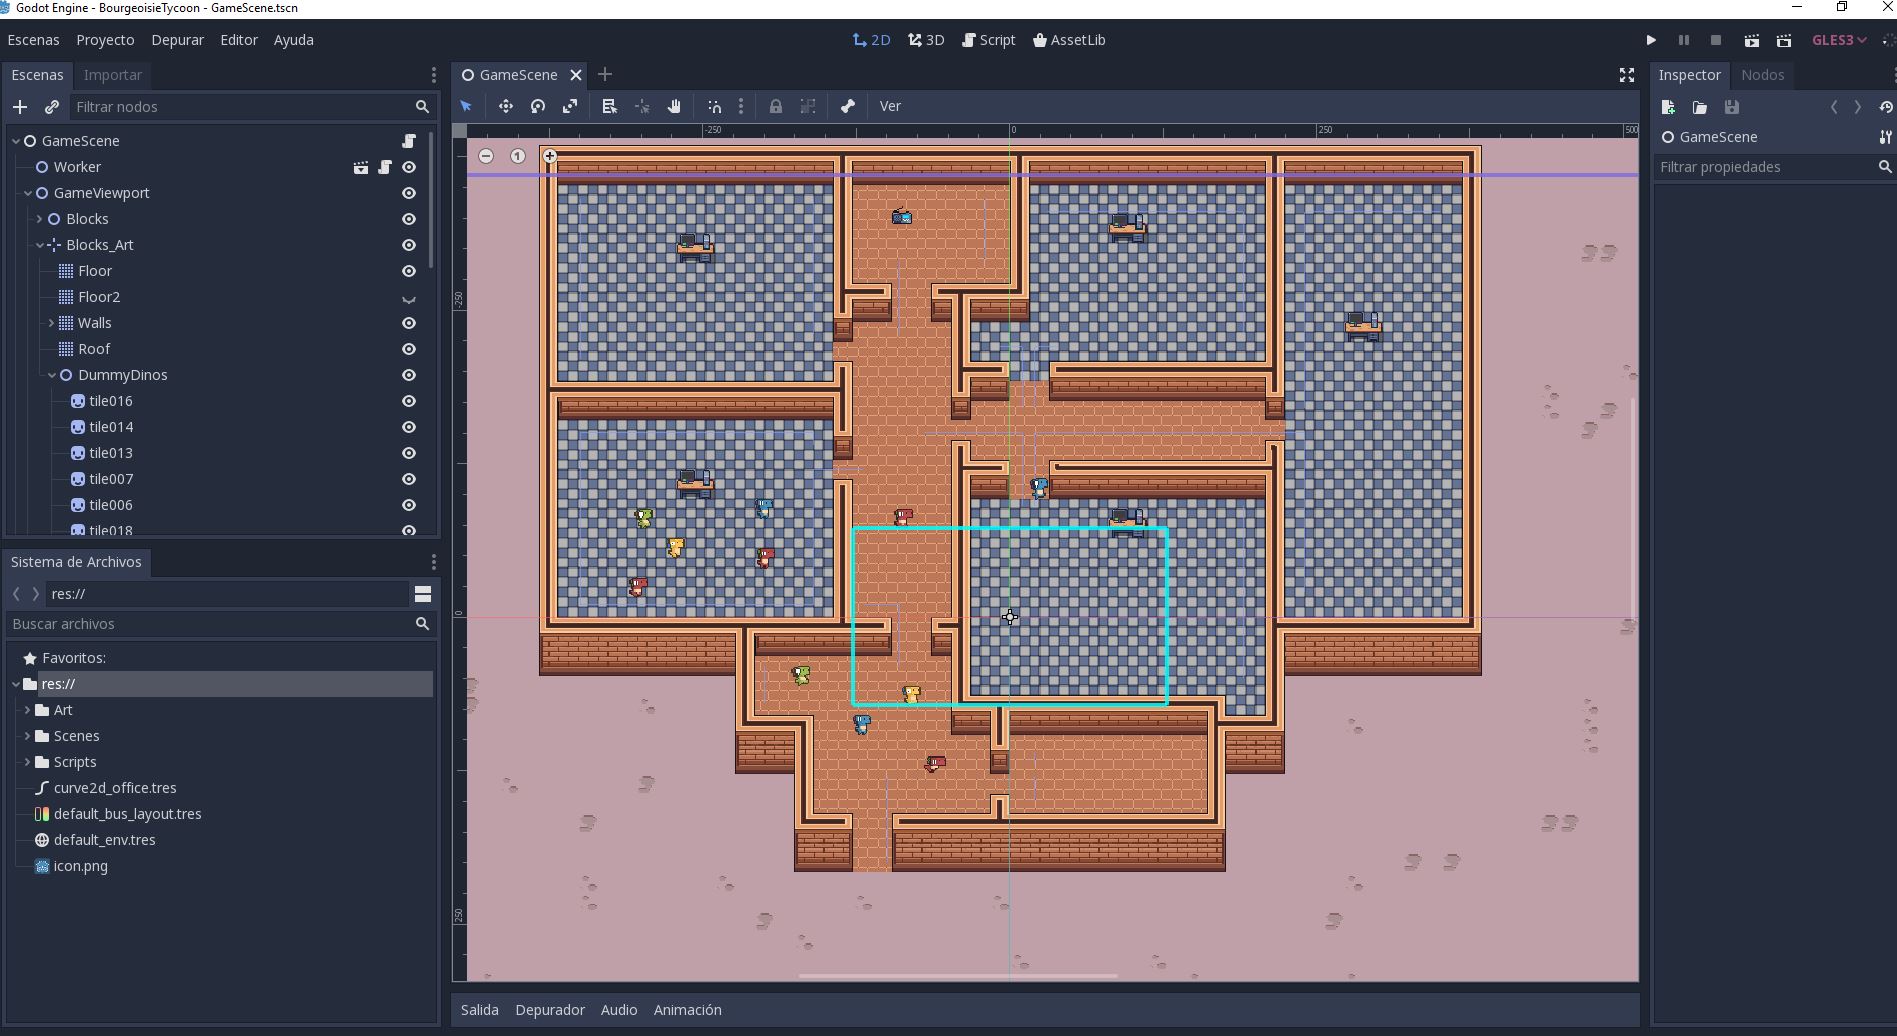 Godot Engine - BourgeoisieTycoon - GameScene.tscn
Escenas Proyecto Depurar Editor Ayuda
2D 3D Script AssetLib
GLES3
Escenas Importar
Filtrar nodos
GameScene
Worker
GameViewport
Blocks
Blocks_Art
Floor
Floor2
Walls
Roof
DummyDinos
tile016
tile014
tile013
tile007
tile006
tile018
Sistema de Archivos
res://
Buscar archivos
Favoritos:
res://
Art
Scenes
Scripts
curve2d_office.tres
default_bus_layout.tres
default_env.tres
icon.png
GameScene
Ver
-250 0 250 500
1
-250
0
250
Salida Depurador Audio Animación
Inspector Nodos
GameScene
Filtrar propiedades